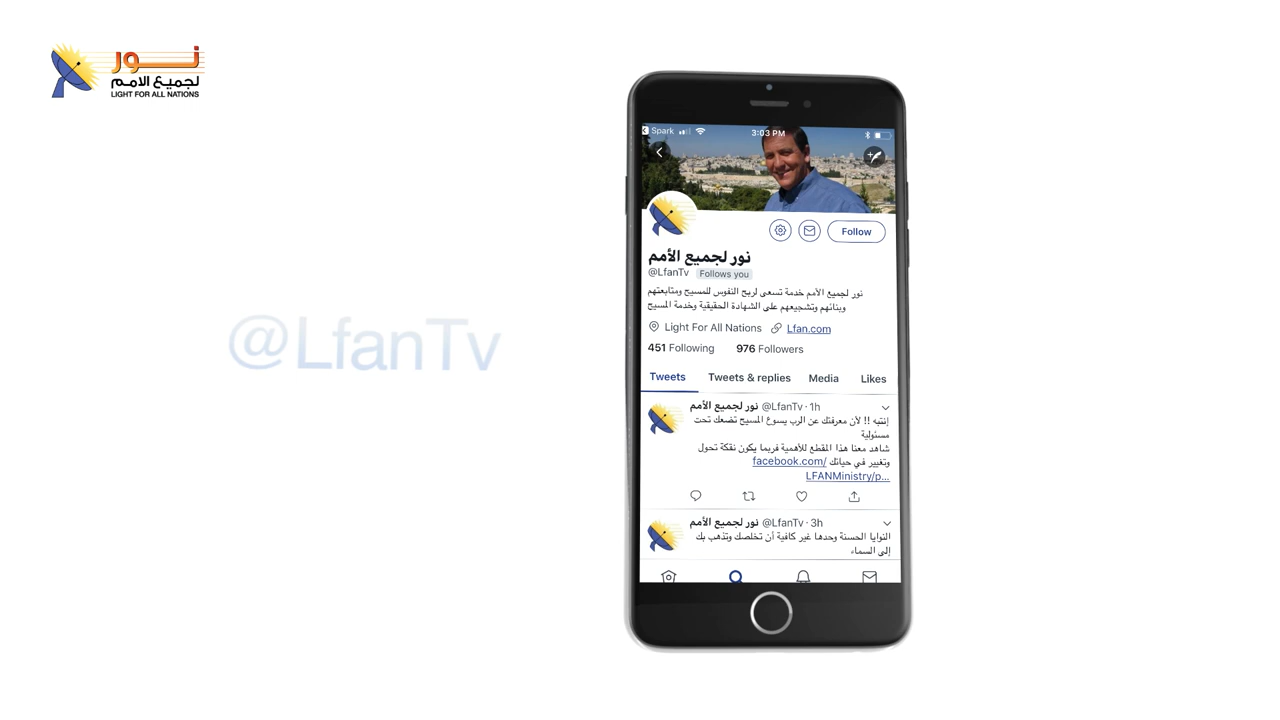 نور
لجميع الامم
LIGHT FOR ALL NATIONS
@LfanTv
Spark
3:03 PM
Follow
نور لجميع الأمم
@LfanTv Follows you
نور لجميع الأمم خدمة تسعى لربح النفوس للمسيح ومتابعتهم
وبنائهم وتشجيعهم على الشهادة الحقيقية وخدمة المسيح
Light For All Nations Lfan.com
451 Following 976 Followers
Tweets Tweets & replies Media Likes
نور لجميع الأمم @LfanTv · 1h
إنتبه !! لأن معرفتك عن الرب يسوع المسيح تضعك تحت
مسئولية
شاهد معنا هذا المقطع للأهمية فربما يكون نقكة تحول
وتغيير في حياتك facebook.com/
LFANMinistry/p...
نور لجميع الأمم @LfanTv · 3h
النوايا الحسنة وحدها غير كافية أن تخلصك وتذهب بك
إلى السماء